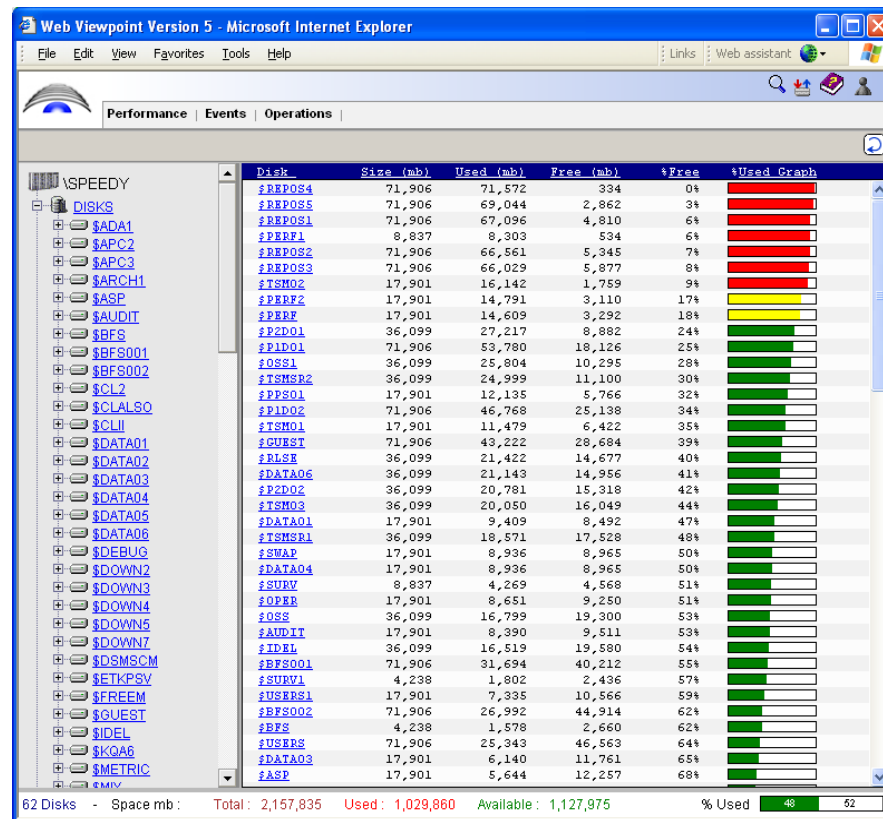 Web Viewpoint Version 5 - Microsoft Internet Explorer
File Edit View Favorites Tools Help Links Web assistant
Performance | Events | Operations |
\SPEEDY
DISKS
$ADA1
$APC2
$APC3
$ARCH1
$ASP
$AUDIT
$BFS
$BFS001
$BFS002
$CL2
$CLALSO
$CLII
$DATA01
$DATA02
$DATA03
$DATA04
$DATA05
$DATA06
$DEBUG
$DOWN2
$DOWN3
$DOWN4
$DOWN5
$DOWN7
$DSMSCM
$ETKPSV
$FREEM
$GUEST
$IDEL
$KQA6
$METRIC
Disk Size (mb) Used (mb) Free (mb) %Free %Used Graph
$REPOS4 71,906 71,572 334 0%
$REPOS5 71,906 69,044 2,862 3%
$REPOS1 71,906 67,096 4,810 6%
$PERF1 8,837 8,303 534 6%
$REPOS2 71,906 66,561 5,345 7%
$REPOS3 71,906 66,029 5,877 8%
$TSM02 17,901 16,142 1,759 9%
$PERF2 17,901 14,791 3,110 17%
$PERF 17,901 14,609 3,292 18%
$P2D01 36,099 27,217 8,882 24%
$P1D01 71,906 53,780 18,126 25%
$OSS1 36,099 25,804 10,295 28%
$TSMSR2 36,099 24,999 11,100 30%
$PPS01 17,901 12,135 5,766 32%
$P1D02 71,906 46,768 25,138 34%
$TSM01 17,901 11,479 6,422 35%
$GUEST 71,906 43,222 28,684 39%
$RLSE 36,099 21,422 14,677 40%
$DATA06 36,099 21,143 14,956 41%
$P2D02 36,099 20,781 15,318 42%
$TSM03 36,099 20,050 16,049 44%
$DATA01 17,901 9,409 8,492 47%
$TSMSR1 36,099 18,571 17,528 48%
$SWAP 17,901 8,936 8,965 50%
$DATA04 17,901 8,936 8,965 50%
$SURV 8,837 4,269 4,568 51%
$OPER 17,901 8,651 9,250 51%
$OSS 36,099 16,799 19,300 53%
$AUDIT 17,901 8,390 9,511 53%
$IDEL 36,099 16,519 19,580 54%
$BFS001 71,906 31,694 40,212 55%
$SURV1 4,238 1,802 2,436 57%
$USERS1 17,901 7,335 10,566 59%
$BFS002 71,906 26,992 44,914 62%
$BFS 4,238 1,578 2,660 62%
$USERS 71,906 25,343 46,563 64%
$DATA03 17,901 6,140 11,761 65%
$ASP 17,901 5,644 12,257 68%
62 Disks - Space mb : Total : 2,157,835 Used : 1,029,860 Available : 1,127,975 % Used 48 52